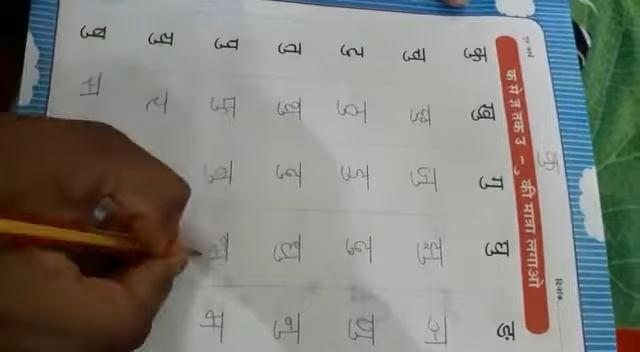 कु
क से ज्ञ तक उ - ु की मात्रा लगाओ
कु खु गु घु ङ
चु छु जु झु ञ
टु ठु डु ढु णु
तु थु दु धु नु
पु फु बु भु म
यु र
षु स